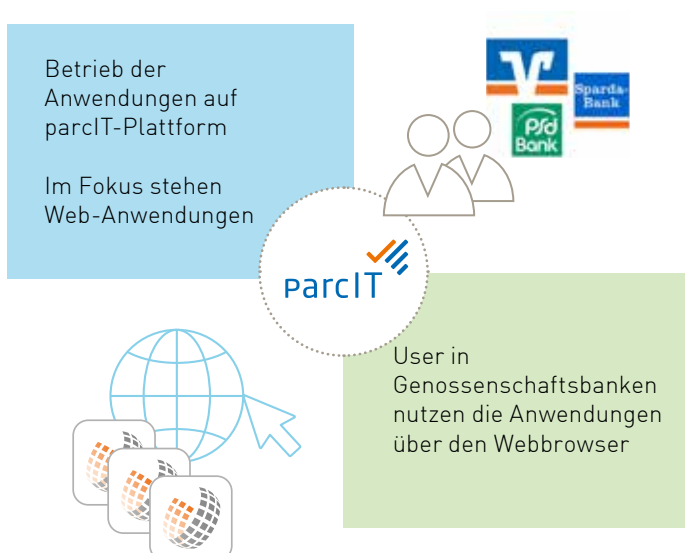 Betrieb der
Anwendungen auf
parcIT-Plattform
Im Fokus stehen
Web-Anwendungen
Sparda-
Bank
PSD
Bank
parcIT
User in
Genossenschaftsbanken
nutzen die Anwendungen
über den Webbrowser